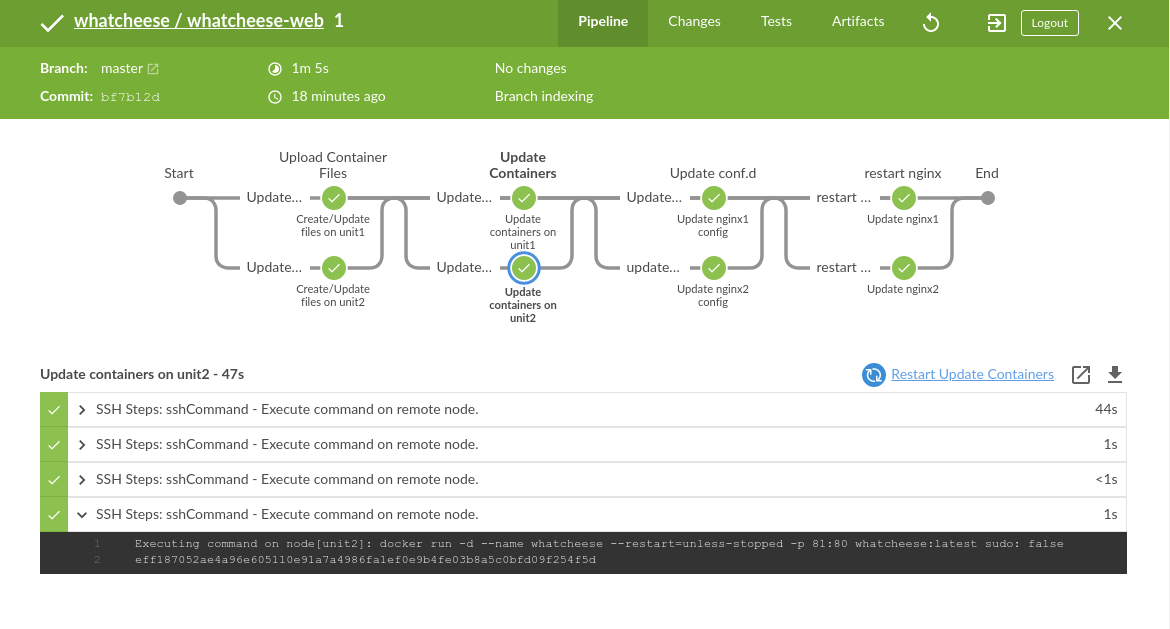 whatcheese / whatcheese-web 1
Pipeline
Changes
Tests
Artifacts
Logout
Branch: master
1m 5s
No changes
Commit: bf7b12d
18 minutes ago
Branch indexing
Start
Upload Container
Files
Update
Containers
Update conf.d
restart nginx
End
Update...
Update...
Update...
restart ...
Create/Update
files on unit1
Update
containers on
unit1
Update nginx1
config
Update nginx1
Update...
Update...
update...
restart ...
Create/Update
files on unit2
Update
containers on
unit2
Update nginx2
config
Update nginx2
Update containers on unit2 - 47s
Restart Update Containers
SSH Steps: sshCommand - Execute command on remote node. 44s
SSH Steps: sshCommand - Execute command on remote node. 1s
SSH Steps: sshCommand - Execute command on remote node. <1s
SSH Steps: sshCommand - Execute command on remote node. 1s
1 Executing command on node[unit2]: docker run -d --name whatcheese --restart=unless-stopped -p 81:80 whatcheese:latest sudo: false
2 eff187052ae4a96e605110e91a7a4986fa1ef0e9b4fe03b8a5c0bfd09f254f5d